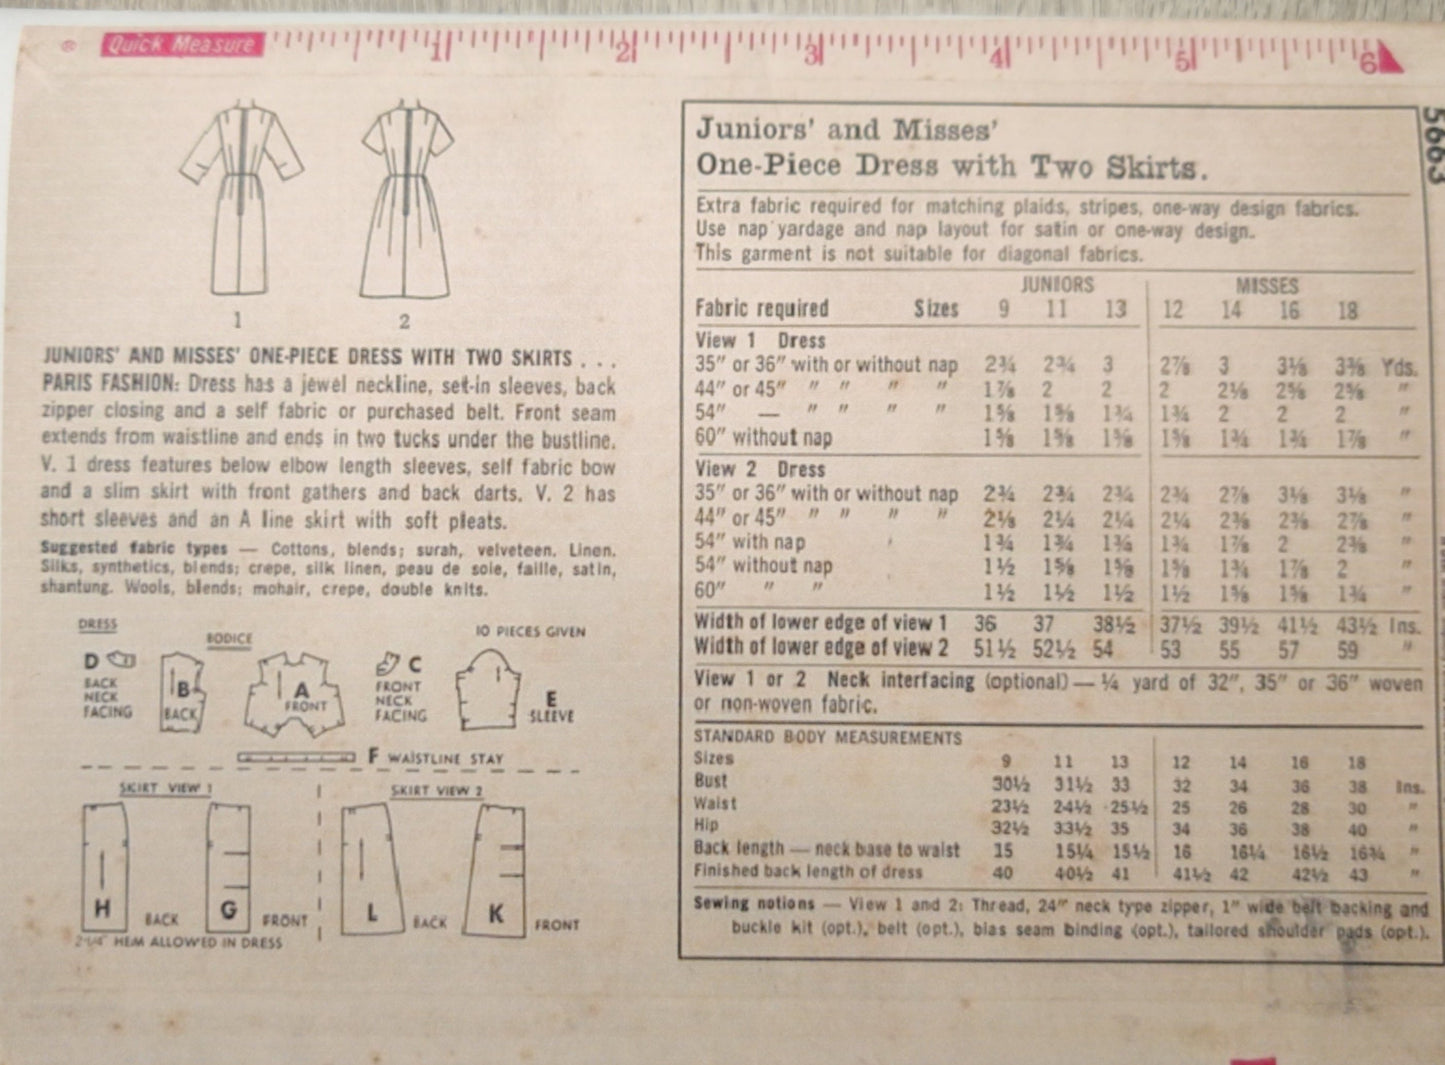 ® Quick Measure 1 2 3 4 5 6
5663
1 2
JUNIORS' AND MISSES' ONE-PIECE DRESS WITH TWO SKIRTS . . .
PARIS FASHION: Dress has a jewel neckline, set-in sleeves, back
zipper closing and a self fabric or purchased belt. Front seam
extends from waistline and ends in two tucks under the bustline.
V. 1 dress features below elbow length sleeves, self fabric bow
and a slim skirt with front gathers and back darts. V. 2 has
short sleeves and an A line skirt with soft pleats.
Suggested fabric types — Cottons, blends; surah, velveteen. Linen.
Silks, synthetics, blends; crepe, silk linen, peau de soie, faille, satin,
shantung. Wools, blends; mohair, crepe, double knits.
DRESS
BODICE
10 PIECES GIVEN
D
BACK
NECK
FACING
B
BACK
A
FRONT
C
FRONT
NECK
FACING
E
SLEEVE
F WAISTLINE STAY
SKIRT VIEW 1
SKIRT VIEW 2
H BACK G FRONT L BACK K FRONT
2-1/4" HEM ALLOWED IN DRESS
Juniors' and Misses'
One-Piece Dress with Two Skirts.
Extra fabric required for matching plaids, stripes, one-way design fabrics.
Use nap yardage and nap layout for satin or one-way design.
This garment is not suitable for diagonal fabrics.
JUNIORS MISSES
Fabric required Sizes 9 11 13 12 14 16 18
View 1 Dress
35" or 36" with or without nap 2¾ 2¾ 3 2⅞ 3 3⅛ 3⅜ Yds.
44" or 45" " " " " 1⅞ 2 2 2 2⅛ 2⅝ 2⅝ "
54" — " " " " 1⅝ 1⅝ 1¾ 1¾ 2 2 2 "
60" without nap 1⅝ 1⅝ 1⅝ 1⅝ 1¾ 1¾ 1⅞ "
View 2 Dress
35" or 36" with or without nap 2¾ 2¾ 2¾ 2¾ 2⅞ 3⅛ 3⅛ "
44" or 45" " " " " 2⅛ 2¼ 2¼ 2¼ 2⅜ 2⅜ 2⅞ "
54" with nap 1¾ 1¾ 1¾ 1¾ 1⅞ 2 2⅜ "
54" without nap 1½ 1⅝ 1⅝ 1⅝ 1¾ 1⅞ 2 "
60" " " 1½ 1½ 1½ 1½ 1⅝ 1⅝ 1¾ "
Width of lower edge of view 1 36 37 38½ 37½ 39½ 41½ 43½ Ins.
Width of lower edge of view 2 51½ 52½ 54 53 55 57 59 "
View 1 or 2 Neck interfacing (optional) — ¼ yard of 32", 35" or 36" woven
or non-woven fabric.
STANDARD BODY MEASUREMENTS
Sizes 9 11 13 12 14 16 18
Bust 30½ 31½ 33 32 34 36 38 Ins.
Waist 23½ 24½ 25½ 25 26 28 30 "
Hip 32½ 33½ 35 34 36 38 40 "
Back length — neck base to waist 15 15¼ 15½ 16 16¼ 16½ 16¾ "
Finished back length of dress 40 40½ 41 41½ 42 42½ 43 "
Sewing notions — View 1 and 2: Thread, 24" neck type zipper, 1" wide belt backing and
buckle kit (opt.), belt (opt.), bias seam binding (opt.), tailored shoulder pads (opt.).